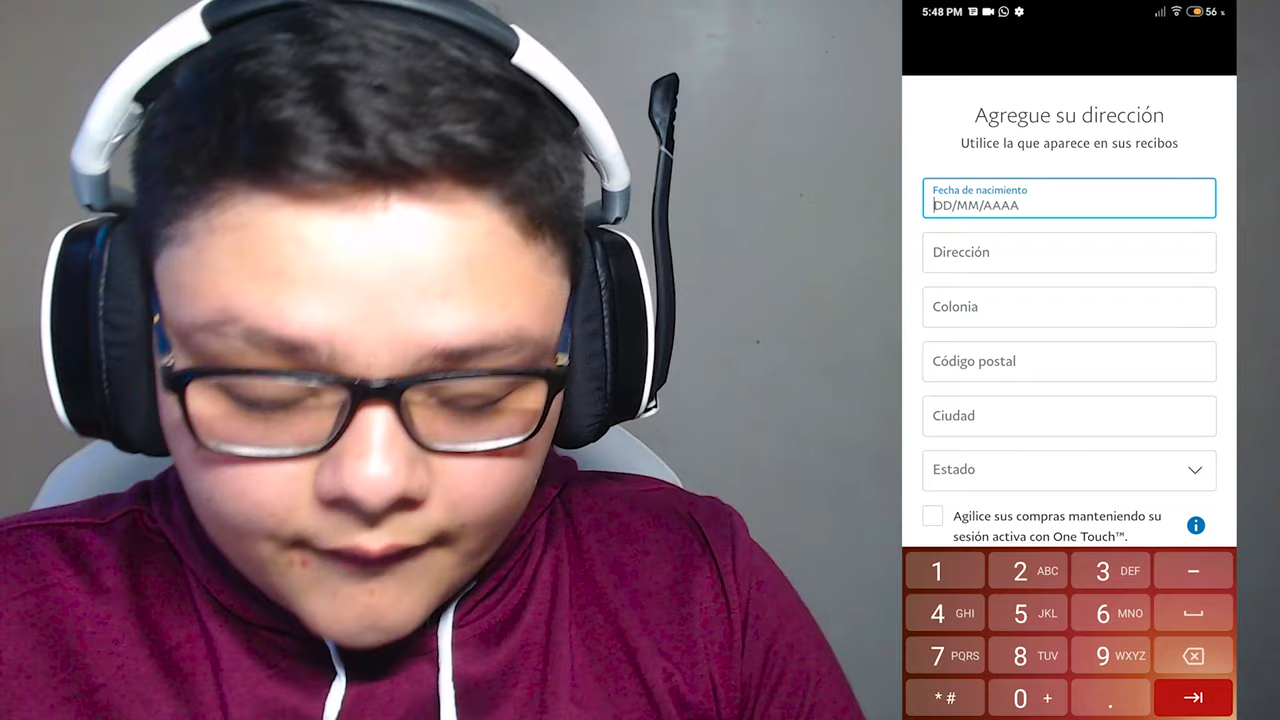 5:48 PM
56 %
Agregue su dirección
Utilice la que aparece en sus recibos
Fecha de nacimiento
DD/MM/AAAA
Dirección
Colonia
Código postal
Ciudad
Estado
Agilice sus compras manteniendo su
sesión activa con One Touch™.
i
1 2 ABC 3 DEF –
4 GHI 5 JKL 6 MNO
7 PQRS 8 TUV 9 WXYZ
* # 0 + .